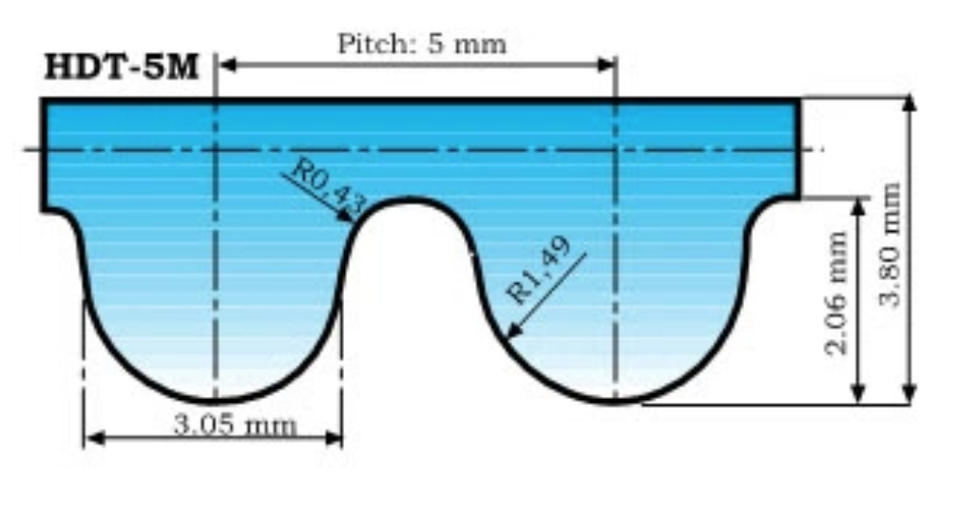 Pitch: 5 mm
HDT-5M
R0,43
R1,49
2.06 mm
3.80 mm
3.05 mm